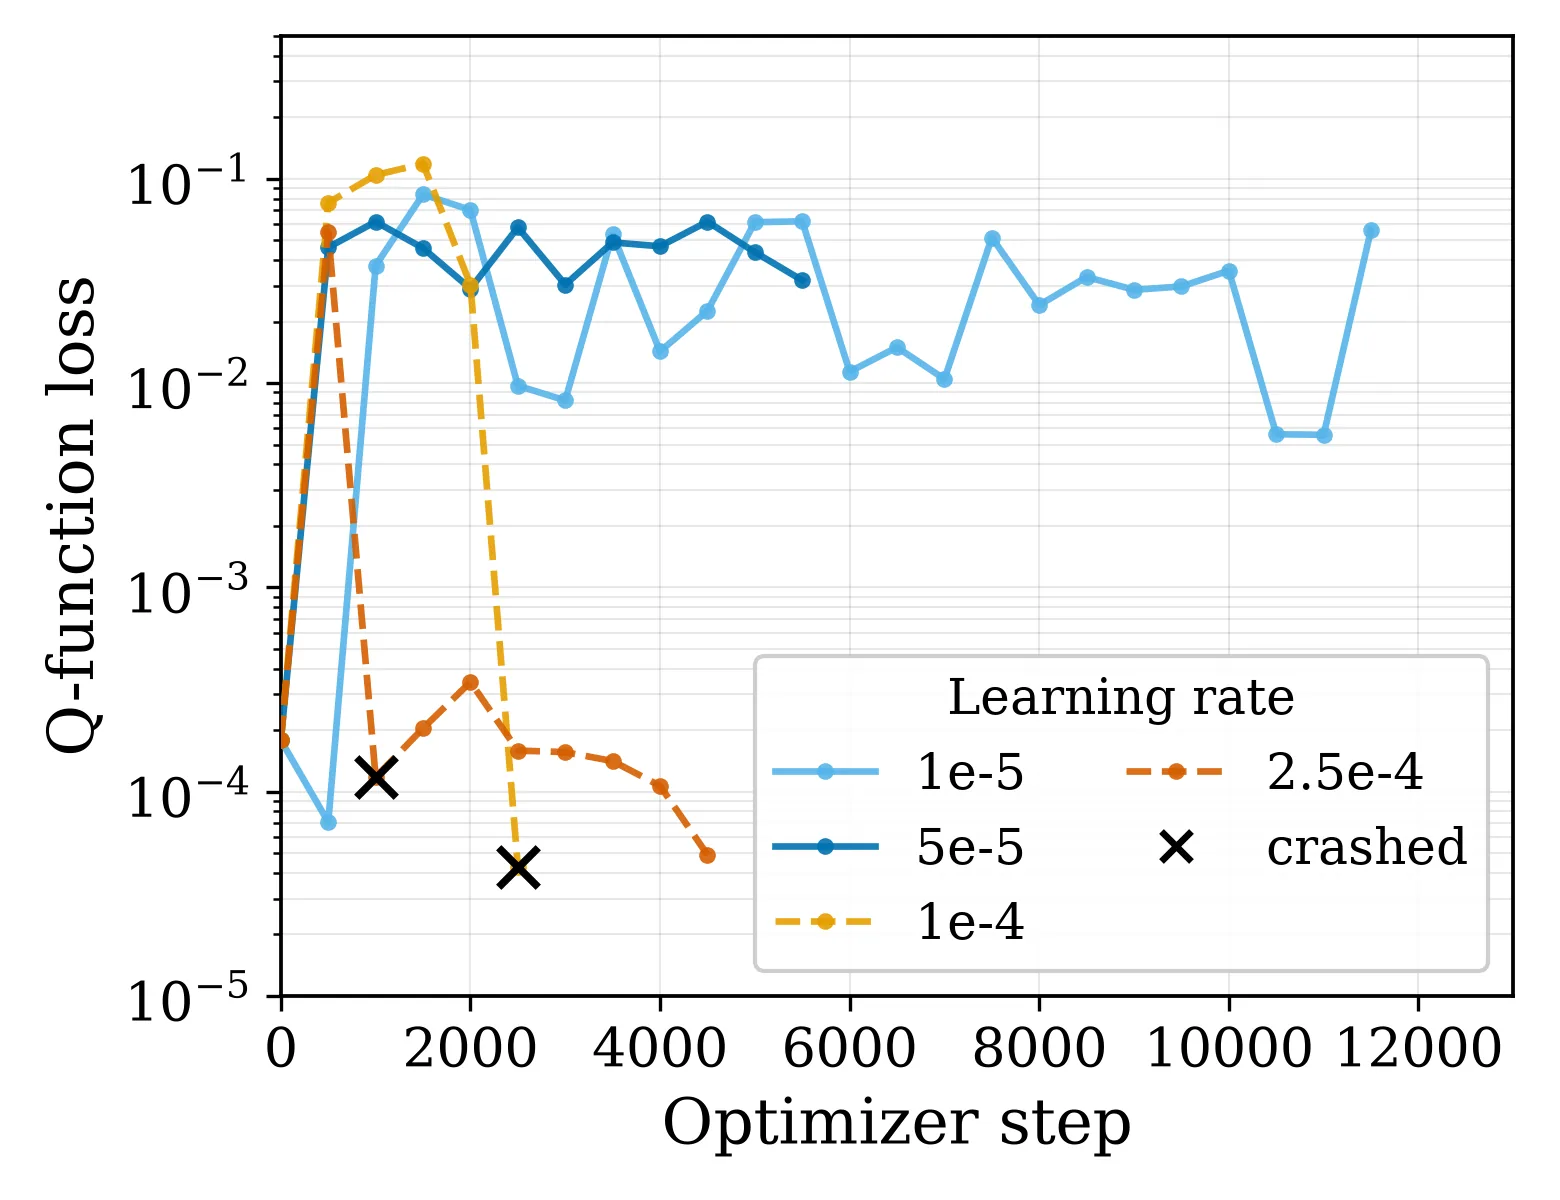 Q-function loss
10⁻¹
10⁻²
10⁻³
10⁻⁴
10⁻⁵
0 2000 4000 6000 8000 10000 12000
Optimizer step
Learning rate
1e-5
5e-5
1e-4
2.5e-4
crashed